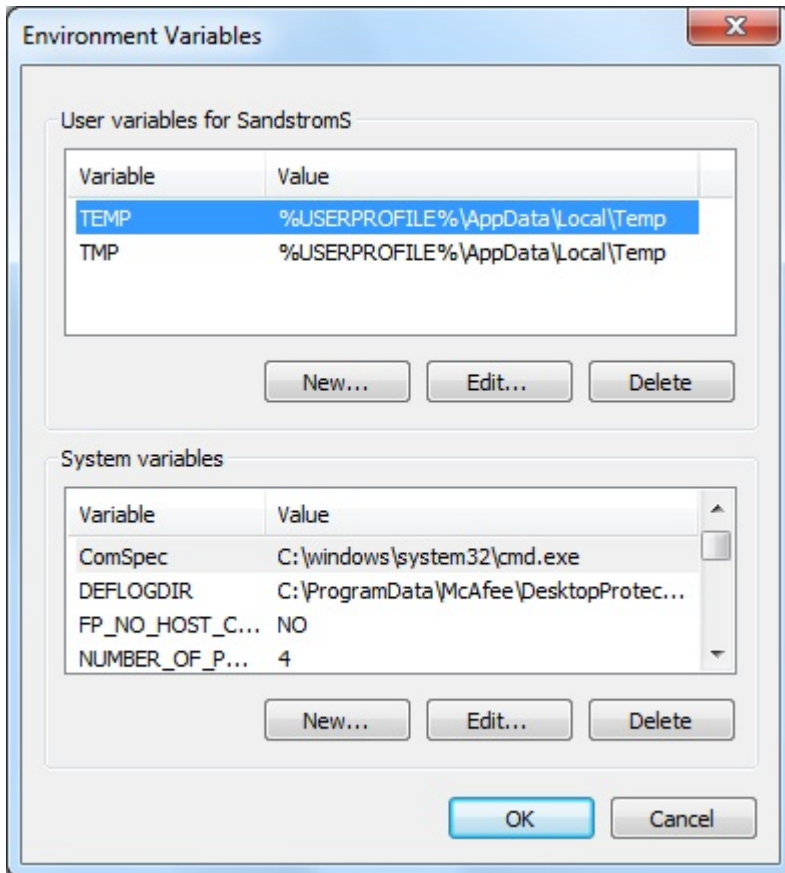 Environment Variables
User variables for SandstromS
Variable Value
TEMP %USERPROFILE%\AppData\Local\Temp
TMP %USERPROFILE%\AppData\Local\Temp
New... Edit... Delete
System variables
Variable Value
ComSpec C:\windows\system32\cmd.exe
DEFLOGDIR C:\ProgramData\McAfee\DesktopProtec...
FP_NO_HOST_C... NO
NUMBER_OF_P... 4
New... Edit... Delete
OK Cancel